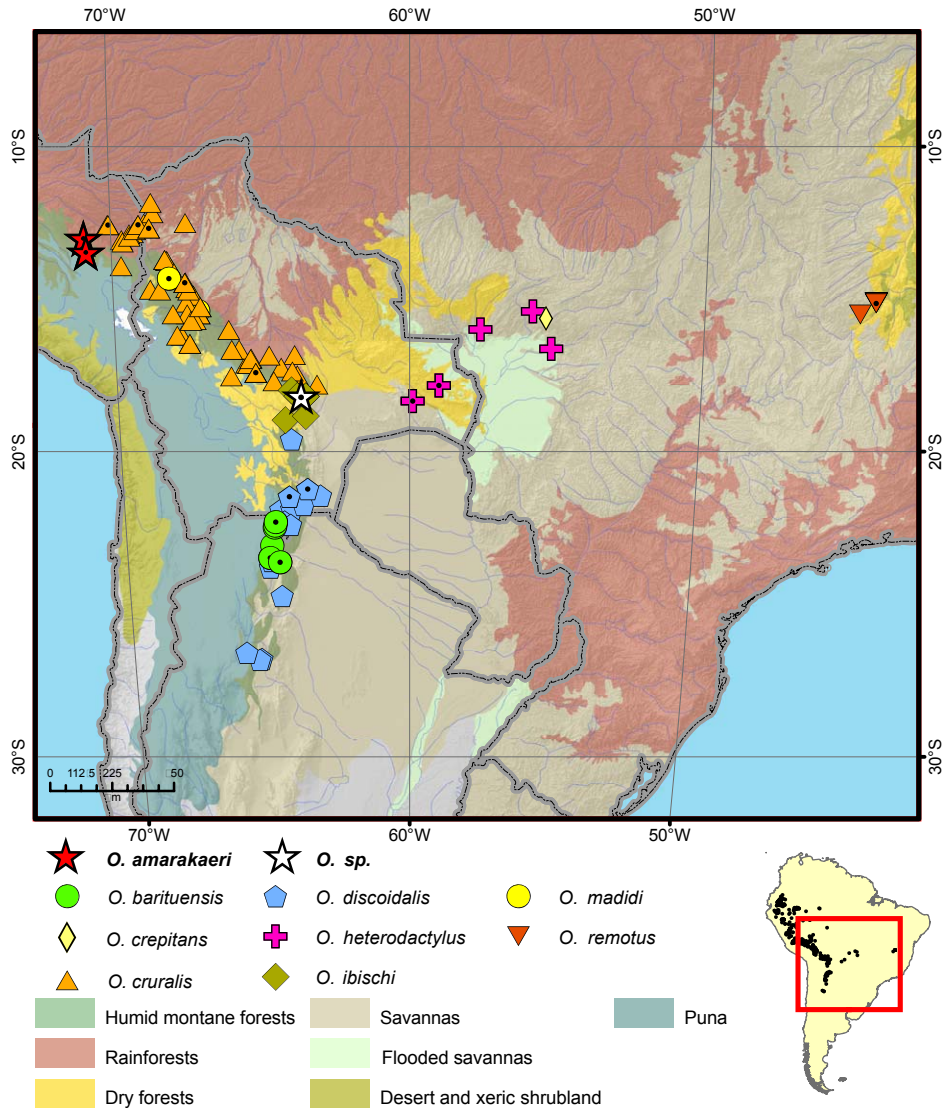 70°W 60°W 50°W
10°S 10°S
20°S 20°S
30°S 30°S
0 112.5 225 50
m
70°W 60°W 50°W
O. amarakaeri O. sp.
O. barituensis O. discoidalis O. madidi
O. crepitans O. heterodactylus O. remotus
O. cruralis O. ibischi
Humid montane forests Savannas Puna
Rainforests Flooded savannas
Dry forests Desert and xeric shrubland